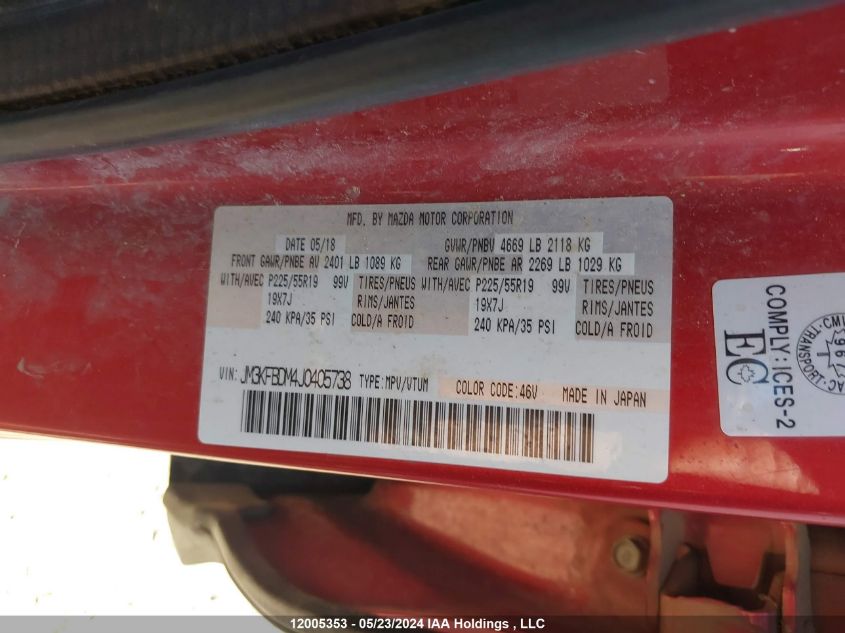 MFD. BY MAZDA MOTOR CORPORATION
DATE 05/18 GVWR/PNBV 4669 LB 2118 KG
FRONT GAWR/PNBE AV 2401 LB 1089 KG REAR GAWR/PNBE AR 2269 LB 1029 KG
WITH/AVEC P225/55R19 99V TIRES/PNEUS WITH/AVEC P225/55R19 99V TIRES/PNEUS
19X7J RIMS/JANTES 19X7J RIMS/JANTES
240 KPA/35 PSI COLD/A FROID 240 KPA/35 PSI COLD/A FROID
VIN: JM3KFBDM4J0405738 TYPE:MPV/VTUM COLOR CODE:46V MADE IN JAPAN
COMPLY:ICES-2
EC
TRANSPORT
12005353 - 05/23/2024 IAA Holdings , LLC